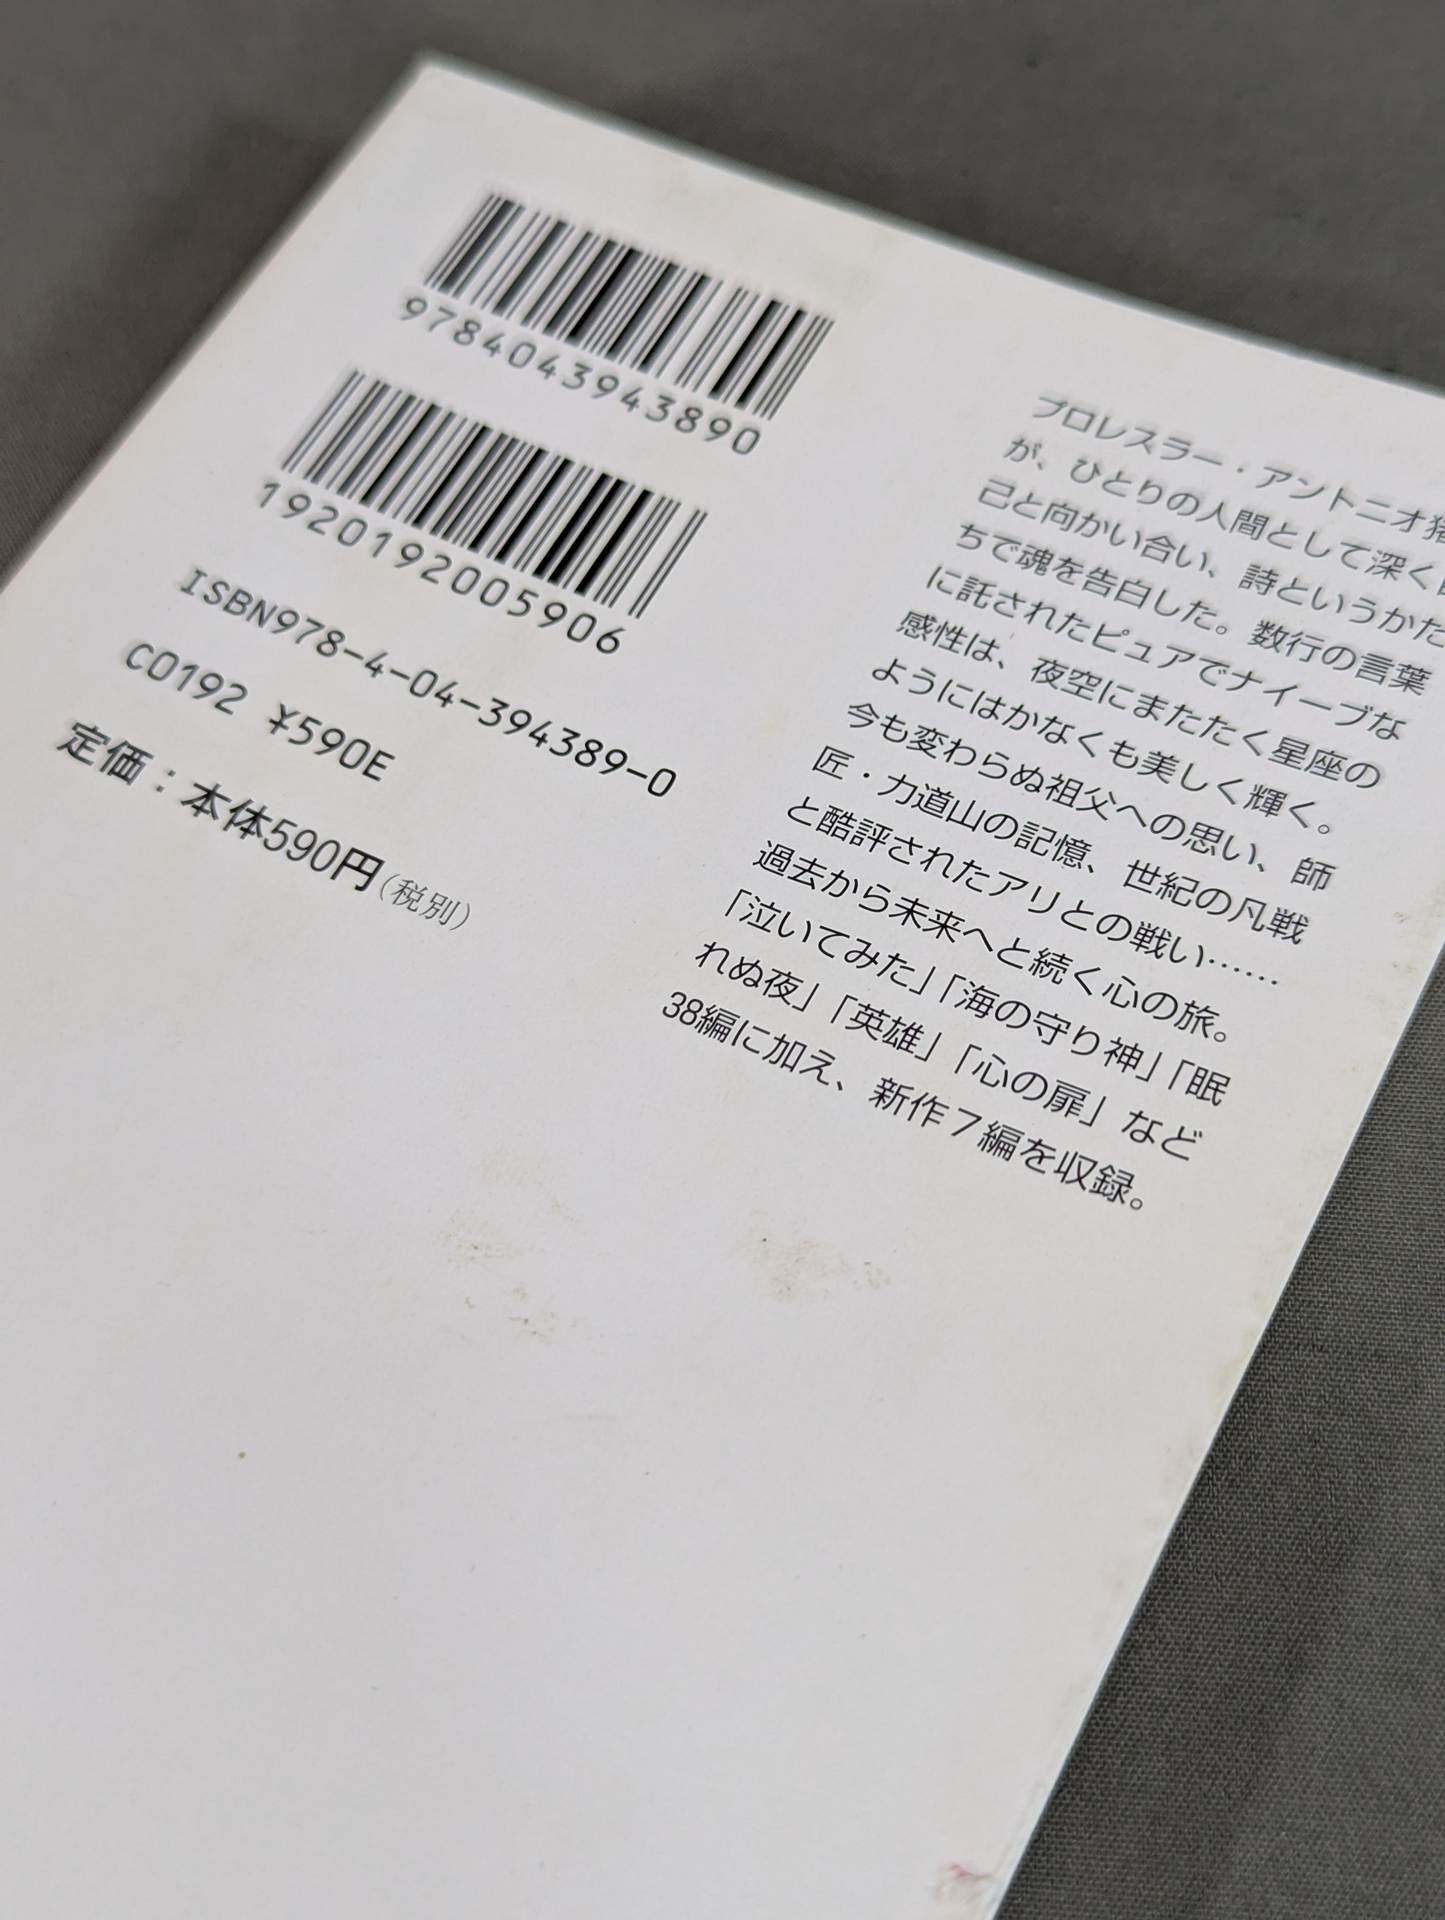 9784043943890
1920192005906
ISBN978-4-04-394389-0
C0192 ¥590E
定価：本体590円(税別)
プロレスラー・アントニオ猪
が、ひとりの人間として深く自
己と向かい合い、詩というかた
ちで魂を告白した。数行の言葉
に託されたピュアでナイーブな
感性は、夜空にまたたく星座の
ようにはかなくも美しく輝く。
今も変わらぬ祖父への思い、師
匠・力道山の記憶、世紀の凡戦
と酷評されたアリとの戦い……
過去から未来へと続く心の旅。
「泣いてみた」「海の守り神」「眠
れぬ夜」「英雄」「心の扉」など
38編に加え、新作７編を収録。